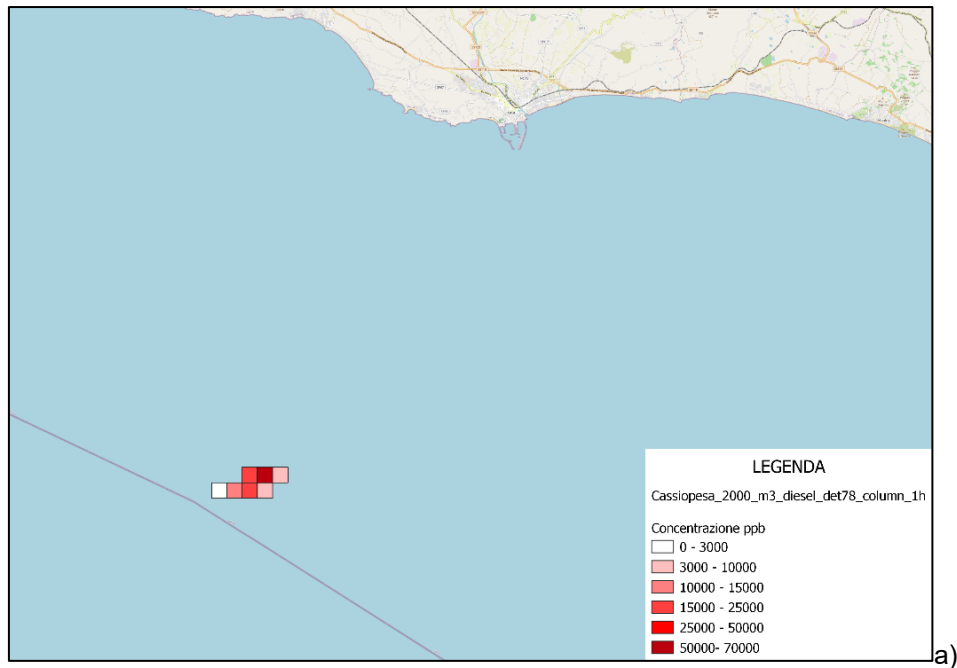 LEGENDA
Cassiopesa_2000_m3_diesel_det78_column_1h
Concentrazione ppb
0 - 3000
3000 - 10000
10000 - 15000
15000 - 25000
25000 - 50000
50000- 70000
a)